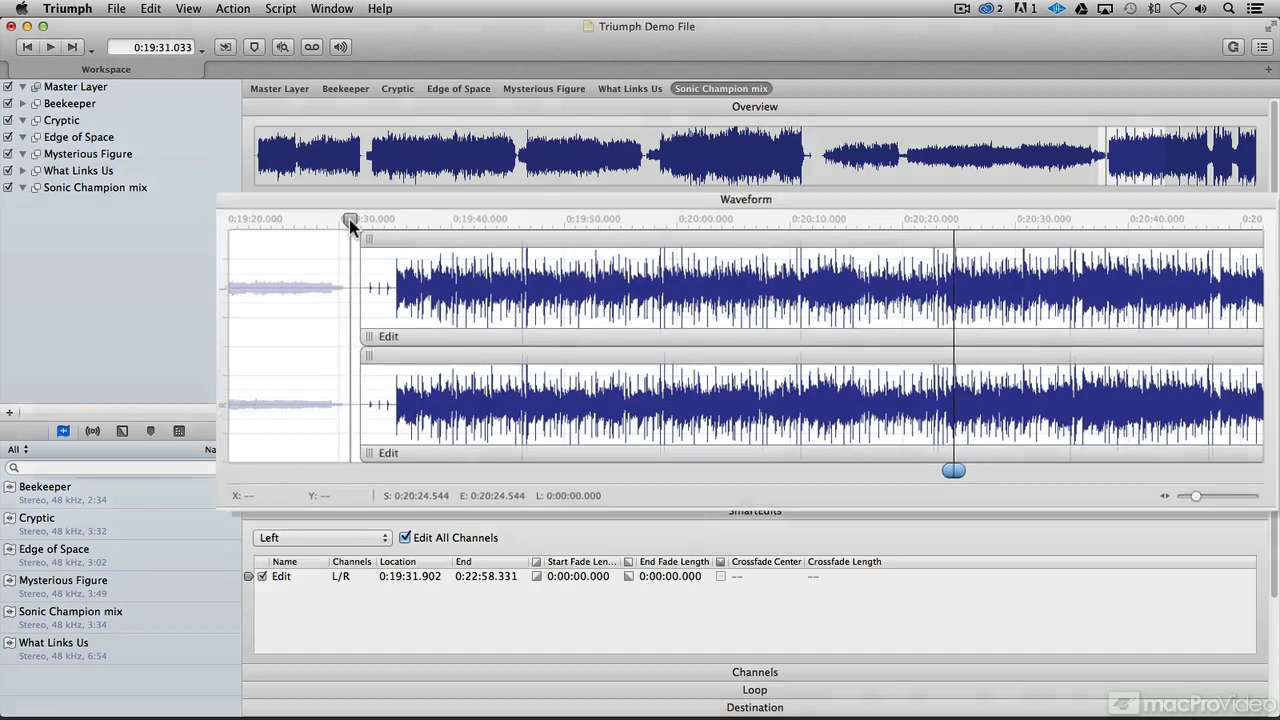 Triumph File Edit View Action Script Window Help 2 1
Triumph Demo File
0:19:31.033
Workspace
Master Layer
Beekeeper
Cryptic
Edge of Space
Mysterious Figure
What Links Us
Sonic Champion mix
Master Layer Beekeeper Cryptic Edge of Space Mysterious Figure What Links Us Sonic Champion mix
Overview
Waveform
0:19:20.000 :30.000 0:19:40.000 0:19:50.000 0:20:00.000 0:20:10.000 0:20:20.000 0:20:30.000 0:20:40.000 0:20
Edit
Edit
X: -- Y: -- S: 0:20:24.544 E: 0:20:24.544 L: 0:00:00.000
All Na
Beekeeper
Stereo, 48 kHz, 2:34
Cryptic
Stereo, 48 kHz, 3:32
Edge of Space
Stereo, 48 kHz, 3:02
Mysterious Figure
Stereo, 48 kHz, 3:49
Sonic Champion mix
Stereo, 48 kHz, 3:34
What Links Us
Stereo, 48 kHz, 6:54
SmartEdits
Left Edit All Channels
Name Channels Location End Start Fade Len... End Fade Length Crossfade Center Crossfade Length
Edit L/R 0:19:31.902 0:22:58.331 0:00:00.000 0:00:00.000 -- --
Channels
Loop
Destination
macProVideo